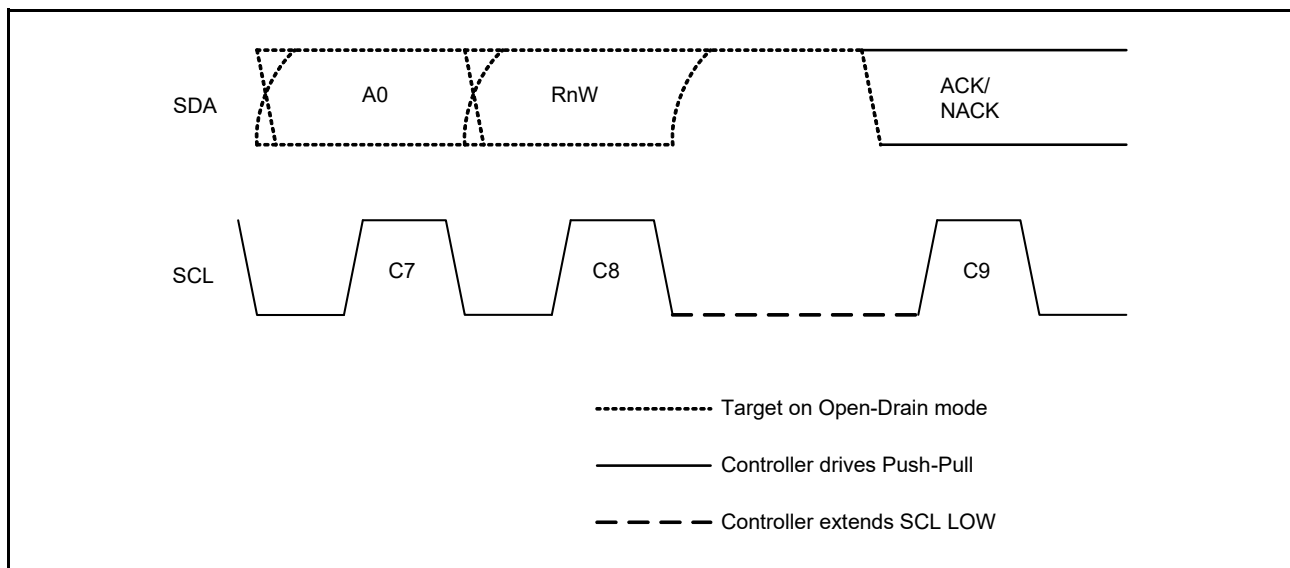 SDA
A0
RnW
ACK/
NACK
SCL
C7
C8
C9
Target on Open-Drain mode
Controller drives Push-Pull
Controller extends SCL LOW